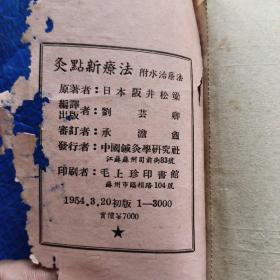 灸點新療法 附水治療法
原著者:日本阪井松梁
編譯
出版者:劉芸卿
審訂者:承澹盦
發行者:中國鍼灸學研究社
江蘇蘇州司前街83號
印刷者:毛上珍印書館
蘇州市臨頓路104號
1954.3.20初版 1—3000
實價¥7000